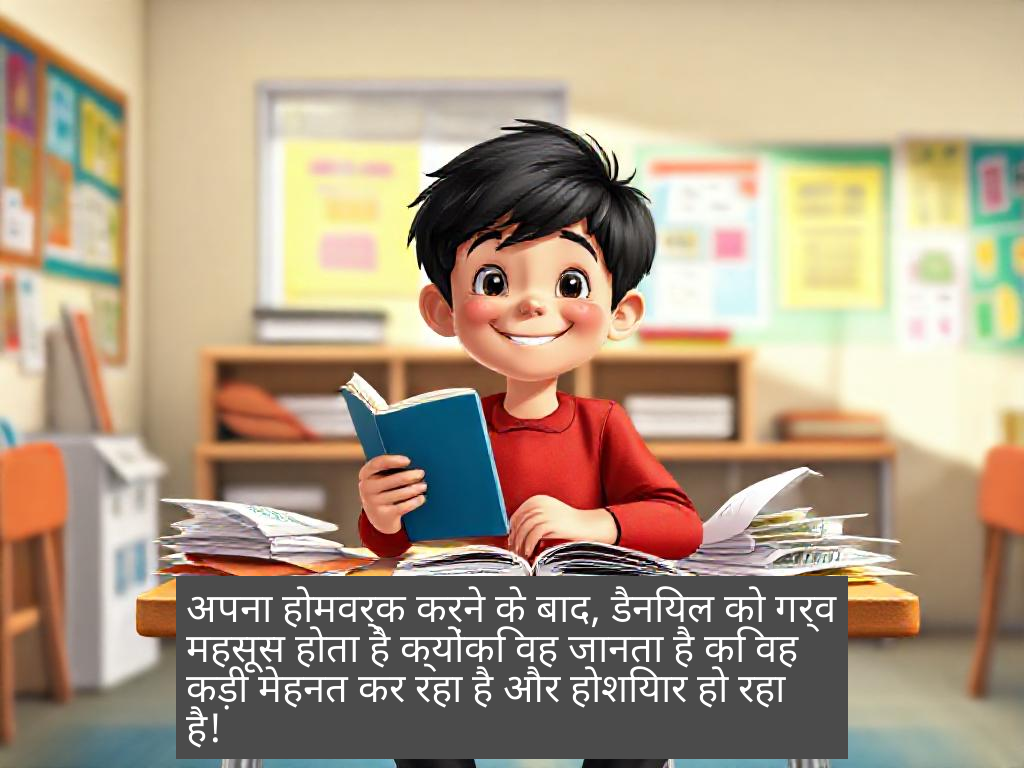 अपना होमवर्क करने के बाद, डैनियल को गर्व
महसूस होता है क्योंकि वह जानता है कि वह
कड़ी मेहनत कर रहा है और होशियार हो रहा
है!